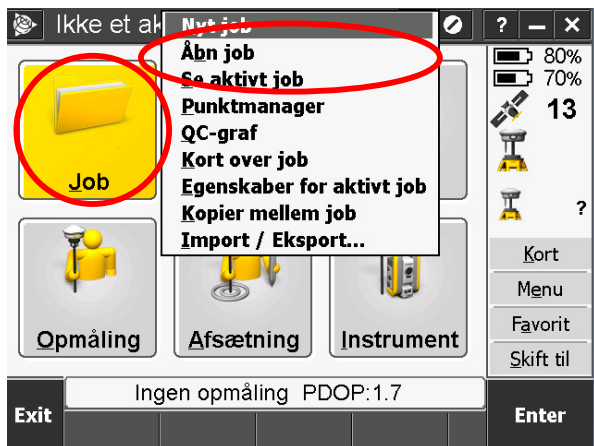 Ikke et ak
? — X
Nyt job
Åbn job
Se aktivt job
Punktmanager
QC-graf
Kort over job
Egenskaber for aktivt job
Kopier mellem job
Import / Eksport...
80%
70%
13
?
Job
Kort
Menu
Favorit
Skift til
Opmåling
Afsætning
Instrument
Ingen opmåling PDOP:1.7
Exit
Enter